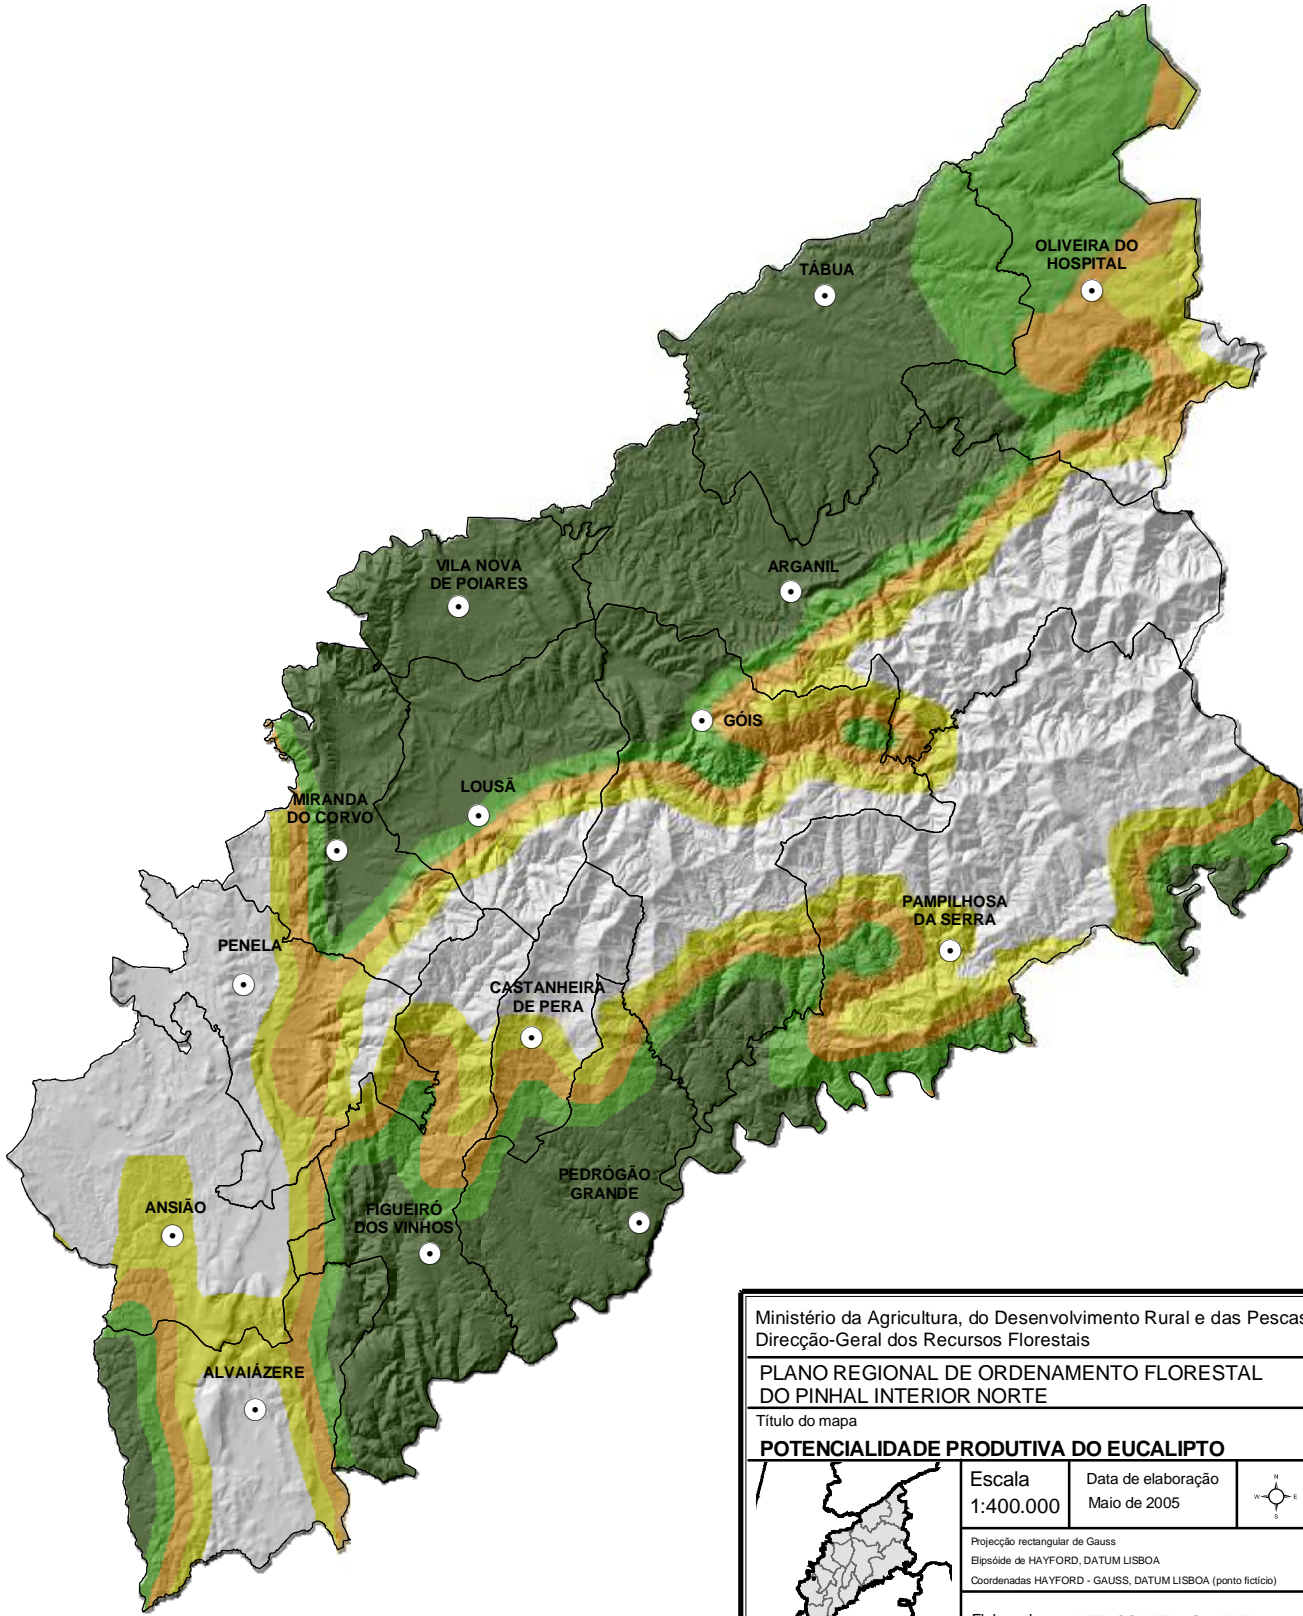 OLIVEIRA DO
HOSPITAL
TÁBUA
VILA NOVA
DE POIARES
ARGANIL
GÓIS
LOUSÃ
MIRANDA
DO CORVO
PAMPILHOSA
DA SERRA
PENELA
CASTANHEIRA
DE PERA
PEDRÓGÃO
GRANDE
ANSIÃO
FIGUEIRÓ
DOS VINHOS
ALVAIÁZERE
Ministério da Agricultura, do Desenvolvimento Rural e das Pescas
Direcção-Geral dos Recursos Florestais
PLANO REGIONAL DE ORDENAMENTO FLORESTAL
DO PINHAL INTERIOR NORTE
Título do mapa
POTENCIALIDADE PRODUTIVA DO EUCALIPTO
Escala
1:400.000
Data de elaboração
Maio de 2005
N
W E
S
Projecção rectangular de Gauss
Elipsóide de HAYFORD, DATUM LISBOA
Coordenadas HAYFORD - GAUSS, DATUM LISBOA (ponto fictício)